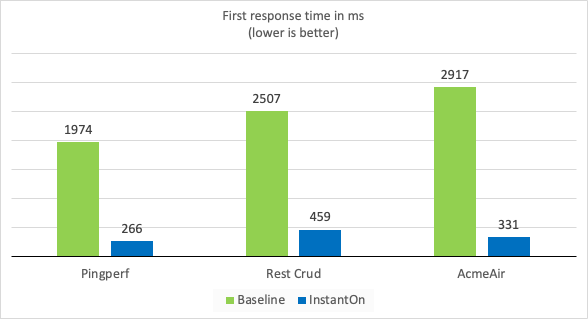 First response time in ms
(lower is better)
1974
266
2507
459
2917
331
Pingperf
Rest Crud
AcmeAir
Baseline
InstantOn